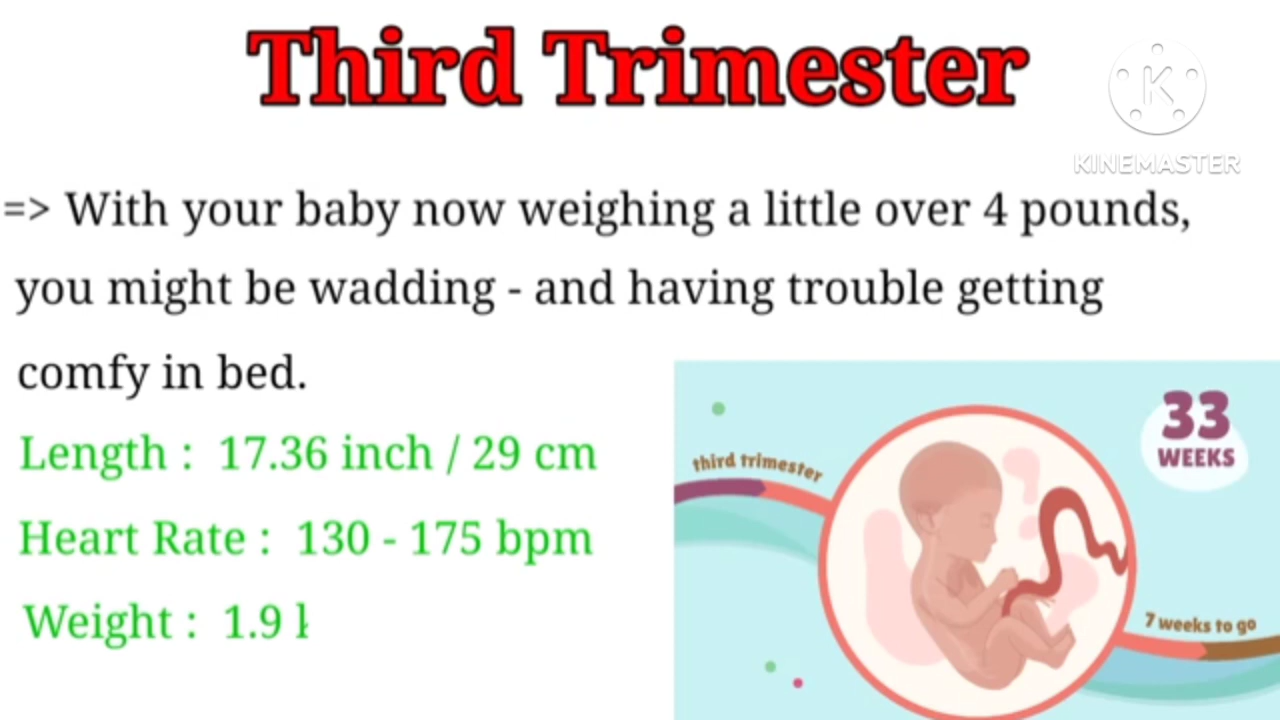 Third Trimester
K
KINEMASTER
=> With your baby now weighing a little over 4 pounds,
you might be wadding - and having trouble getting
comfy in bed.
Length : 17.36 inch / 29 cm
Heart Rate : 130 - 175 bpm
Weight : 1.9
33
WEEKS
third trimester
7 weeks to go